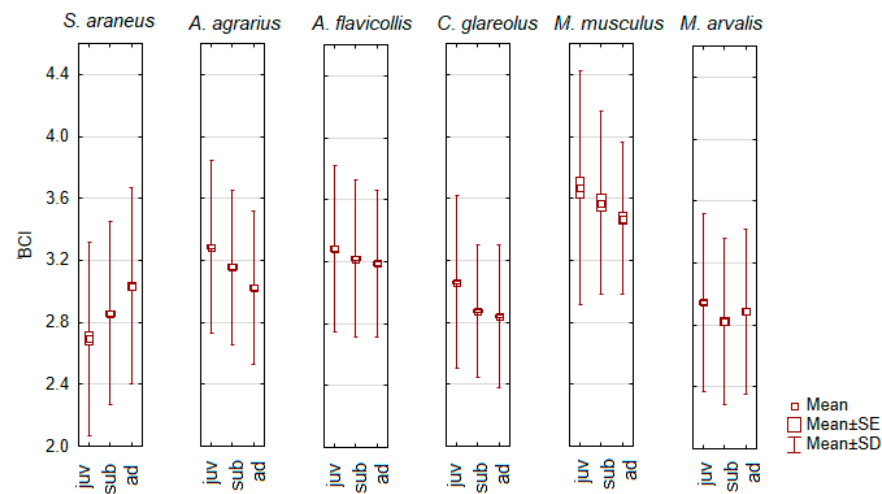 S. araneus A. agrarius A. flavicollis C. glareolus M. musculus M. arvalis
4.4
4.0
3.6
3.2
2.8
2.4
2.0
BCI
juv sub ad juv sub ad juv sub ad juv sub ad juv sub ad juv sub ad
Mean
Mean±SE
Mean±SD